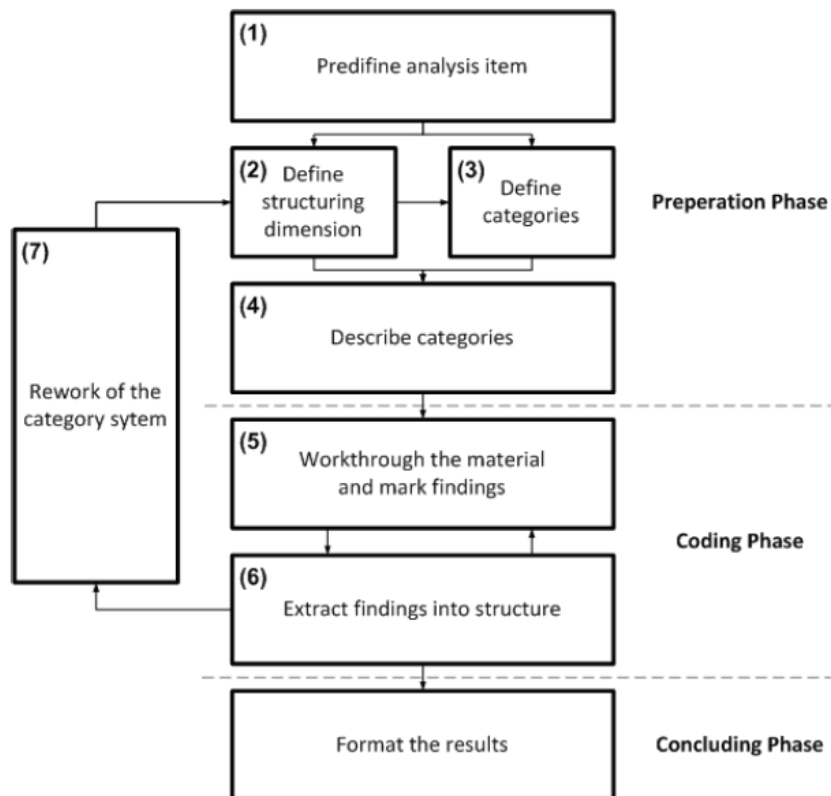 (1)
Predifine analysis item
(2)
Define
structuring
dimension
(3)
Define
categories
Preperation Phase
(4)
Describe categories
(7)
Rework of the
category sytem
(5)
Workthrough the material
and mark findings
Coding Phase
(6)
Extract findings into structure
Format the results
Concluding Phase